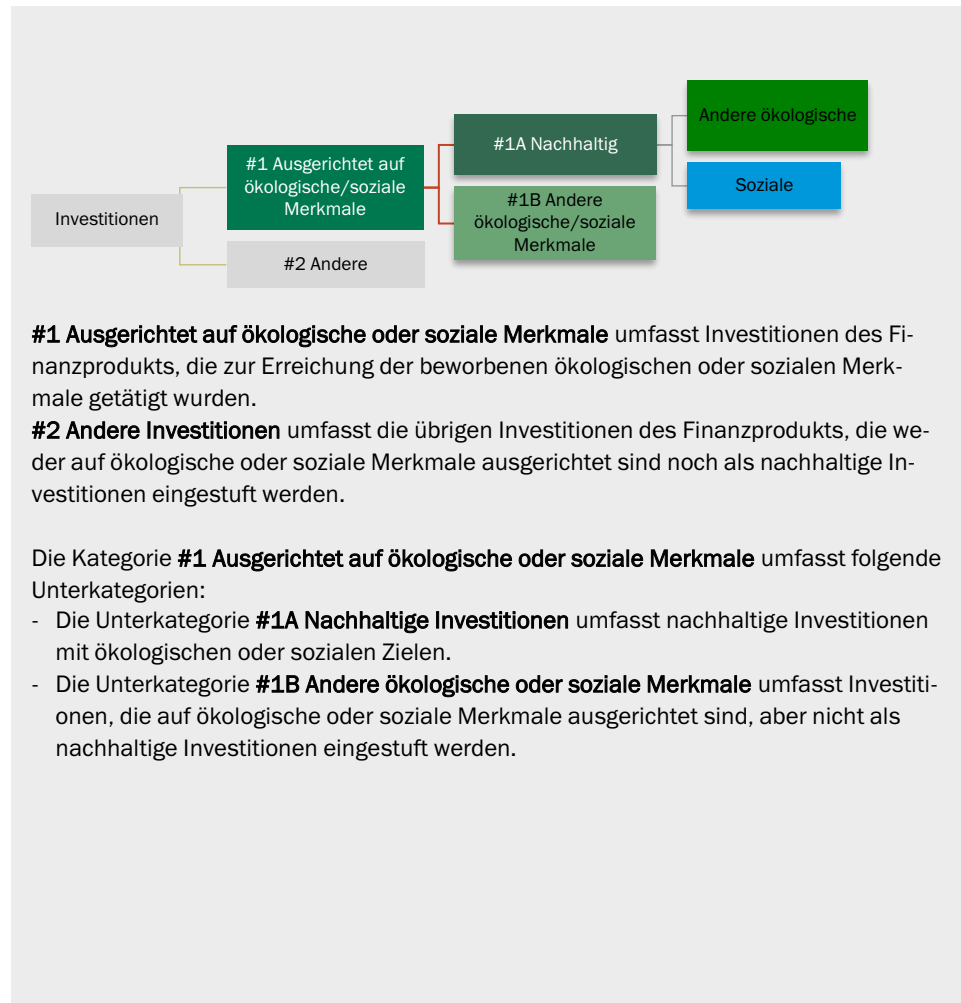 Andere ökologische
#1A Nachhaltig
#1 Ausgerichtet auf
ökologische/soziale
Merkmale
Soziale
#1B Andere
ökologische/soziale
Merkmale
Investitionen
#2 Andere
#1 Ausgerichtet auf ökologische oder soziale Merkmale umfasst Investitionen des Fi-
nanzprodukts, die zur Erreichung der beworbenen ökologischen oder sozialen Merk-
male getätigt wurden.
#2 Andere Investitionen umfasst die übrigen Investitionen des Finanzprodukts, die we-
der auf ökologische oder soziale Merkmale ausgerichtet sind noch als nachhaltige In-
vestitionen eingestuft werden.
Die Kategorie #1 Ausgerichtet auf ökologische oder soziale Merkmale umfasst folgende
Unterkategorien:
- Die Unterkategorie #1A Nachhaltige Investitionen umfasst nachhaltige Investitionen
mit ökologischen oder sozialen Zielen.
- Die Unterkategorie #1B Andere ökologische oder soziale Merkmale umfasst Investiti-
onen, die auf ökologische oder soziale Merkmale ausgerichtet sind, aber nicht als
nachhaltige Investitionen eingestuft werden.